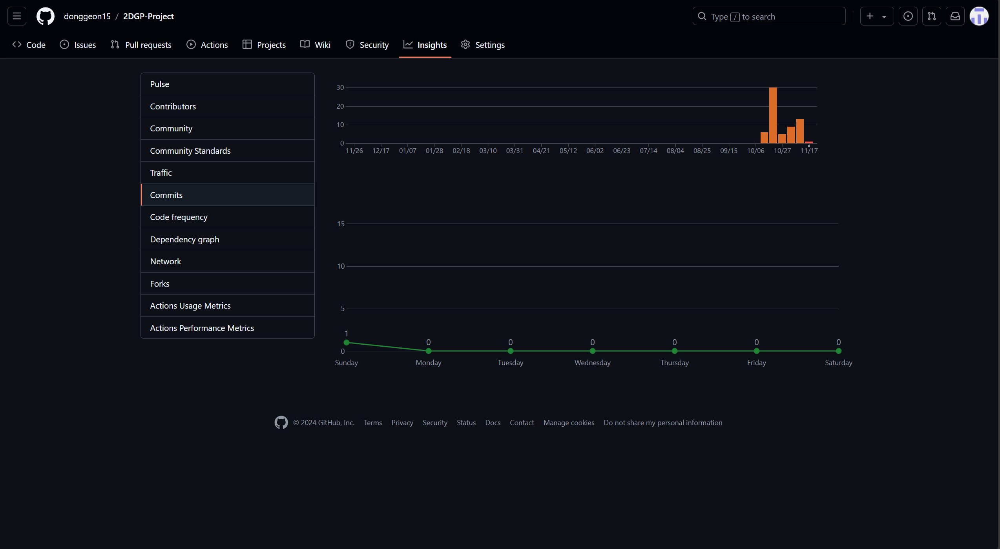 donggeon15 / 2DGP-Project
Type / to search
Code Issues Pull requests Actions Projects Wiki Security Insights Settings
Pulse
Contributors
Community
Community Standards
Traffic
Commits
Code frequency
Dependency graph
Network
Forks
Actions Usage Metrics
Actions Performance Metrics
30
20
10
0
11/26 12/17 01/07 01/28 02/18 03/10 03/31 04/21 05/12 06/02 06/23 07/14 08/04 08/25 09/15 10/06 10/27 11/17
15
10
5
0
1 0 0 0 0 0 0
Sunday Monday Tuesday Wednesday Thursday Friday Saturday
© 2024 GitHub, Inc. Terms Privacy Security Status Docs Contact Manage cookies Do not share my personal information